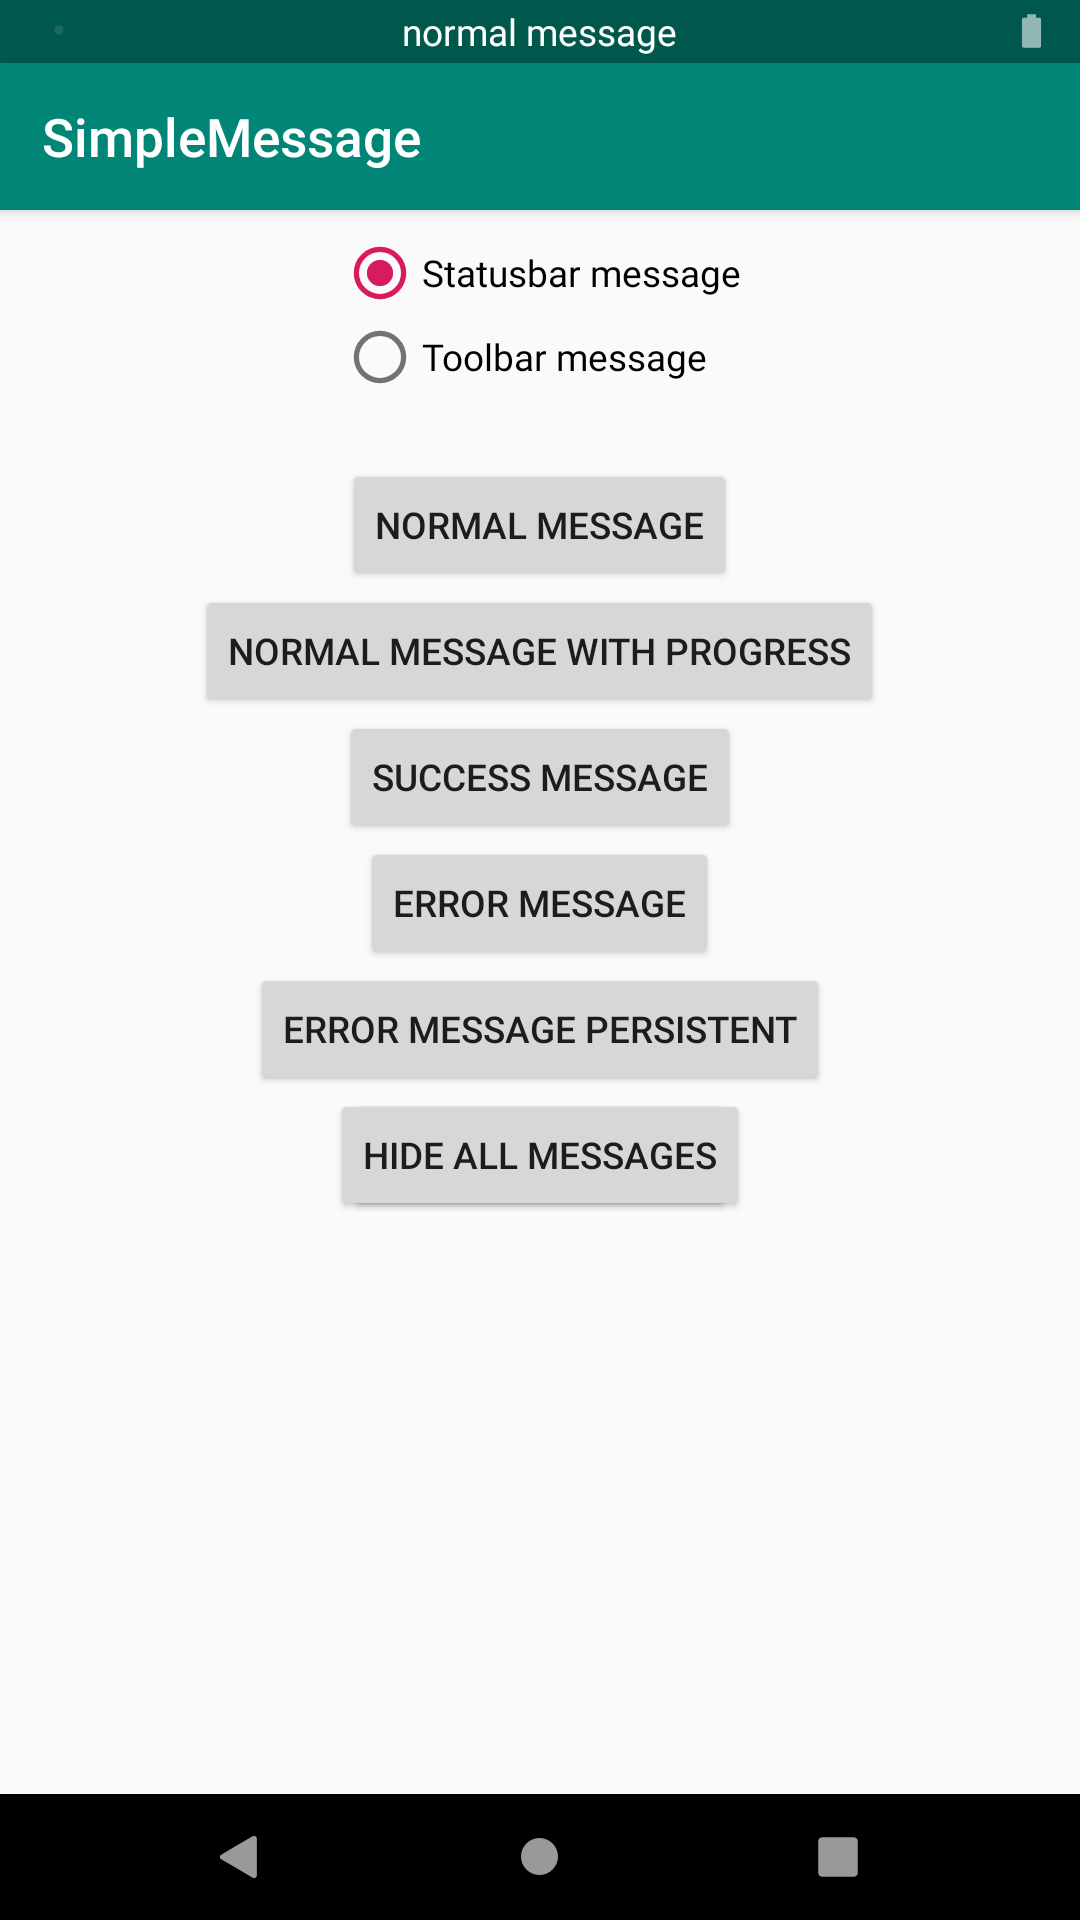 normal message
SimpleMessage
Statusbar message
Toolbar message
NORMAL MESSAGE
NORMAL MESSAGE WITH PROGRESS
SUCCESS MESSAGE
ERROR MESSAGE
ERROR MESSAGE PERSISTENT
HIDE ALL MESSAGES